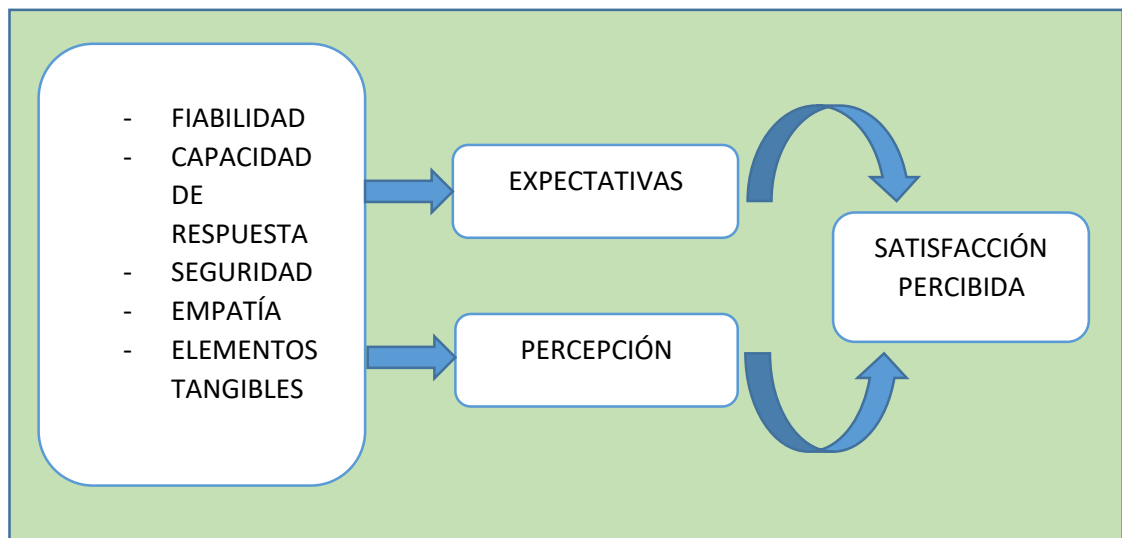 - FIABILIDAD
- CAPACIDAD
DE
RESPUESTA
- SEGURIDAD
- EMPATÍA
- ELEMENTOS
TANGIBLES
EXPECTATIVAS
PERCEPCIÓN
SATISFACCIÓN
PERCIBIDA